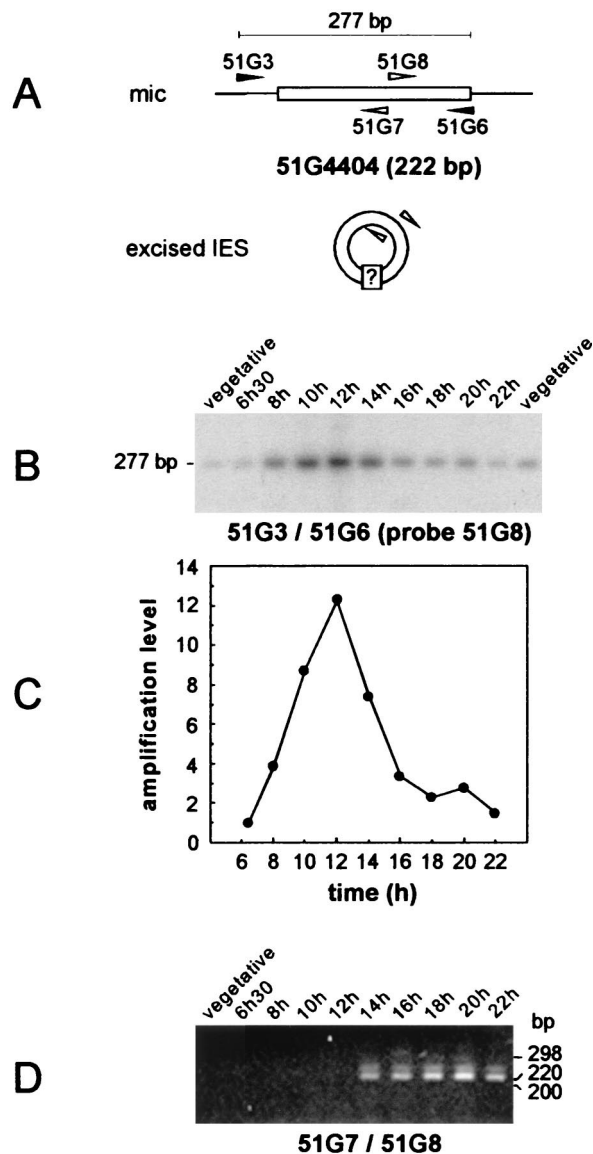 277 bp
51G3
51G8
A
mic
51G7
51G6
51G4404 (222 bp)
excised IES
?
vegetative
6h30
8h
10h
12h
14h
16h
18h
20h
22h
vegetative
B
277 bp -
51G3 / 51G6 (probe 51G8)
C
amplification level
14
12
10
8
6
4
2
0
6 8 10 12 14 16 18 20 22
time (h)
vegetative
6h30
8h
10h
12h
14h
16h
18h
20h
22h
bp
D
298
220
200
51G7 / 51G8